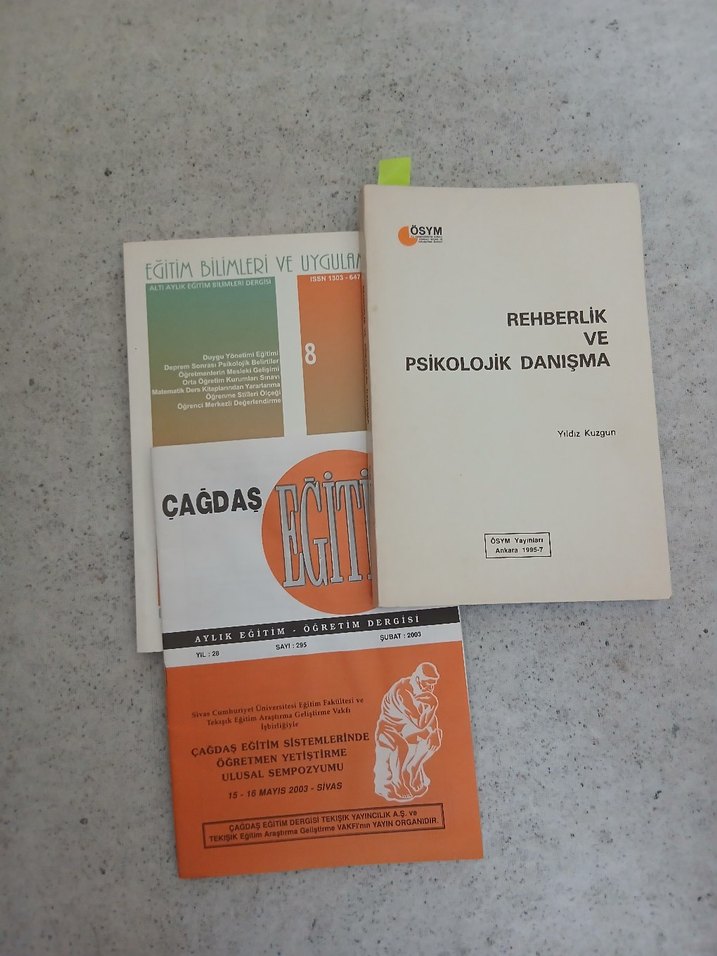 EĞİTİM BİLİMLERİ VE UYGULAM
ALTI AYLIK EĞİTİM BİLİMLERİ DERGİSİ
ISSN 1303 - 647
8
Duygu Yönetimi Eğitimi
Deprem Sonrası Psikolojik Belirtiler
Öğretmenlerin Mesleki Gelişimi
Orta Öğretim Kurumları Sınavı
Matematik Ders Kitaplarından Yararlanma
Öğrenme Stilleri Ölçeği
Öğrenci Merkezli Değerlendirme
ÖSYM
REHBERLİK
VE
PSİKOLOJİK DANIŞMA
Yıldız Kuzgun
ÖSYM Yayınları
Ankara 1995-7
ÇAĞDAŞ
EĞİTİ
AYLIK EĞİTİM - ÖĞRETİM DERGİSİ
YIL : 28 SAYI : 295 ŞUBAT : 2003
Sivas Cumhuriyet Üniversitesi Eğitim Fakültesi ve
Tekışık Eğitim Araştırma Geliştirme Vakfı
İşbirliğiyle
ÇAĞDAŞ EĞİTİM SİSTEMLERİNDE
ÖĞRETMEN YETİŞTİRME
ULUSAL SEMPOZYUMU
15 - 16 MAYIS 2003 - SİVAS
ÇAĞDAŞ EĞİTİM DERGİSİ TEKIŞIK YAYINCILIK A.Ş. ve
TEKIŞIK Eğitim Araştırma Geliştirme VAKFI'nın YAYIN ORGANIDIR.